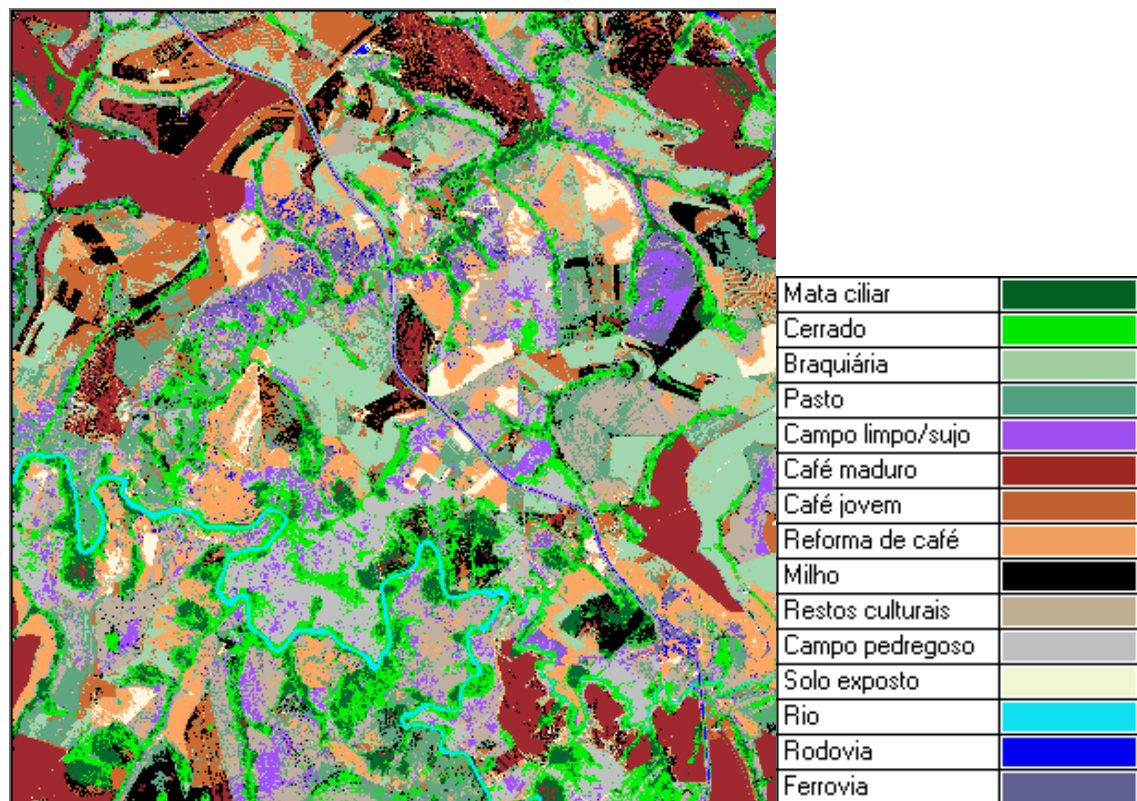 Mata ciliar
Cerrado
Braquiária
Pasto
Campo limpo/sujo
Café maduro
Café jovem
Reforma de café
Milho
Restos culturais
Campo pedregoso
Solo exposto
Rio
Rodovia
Ferrovia